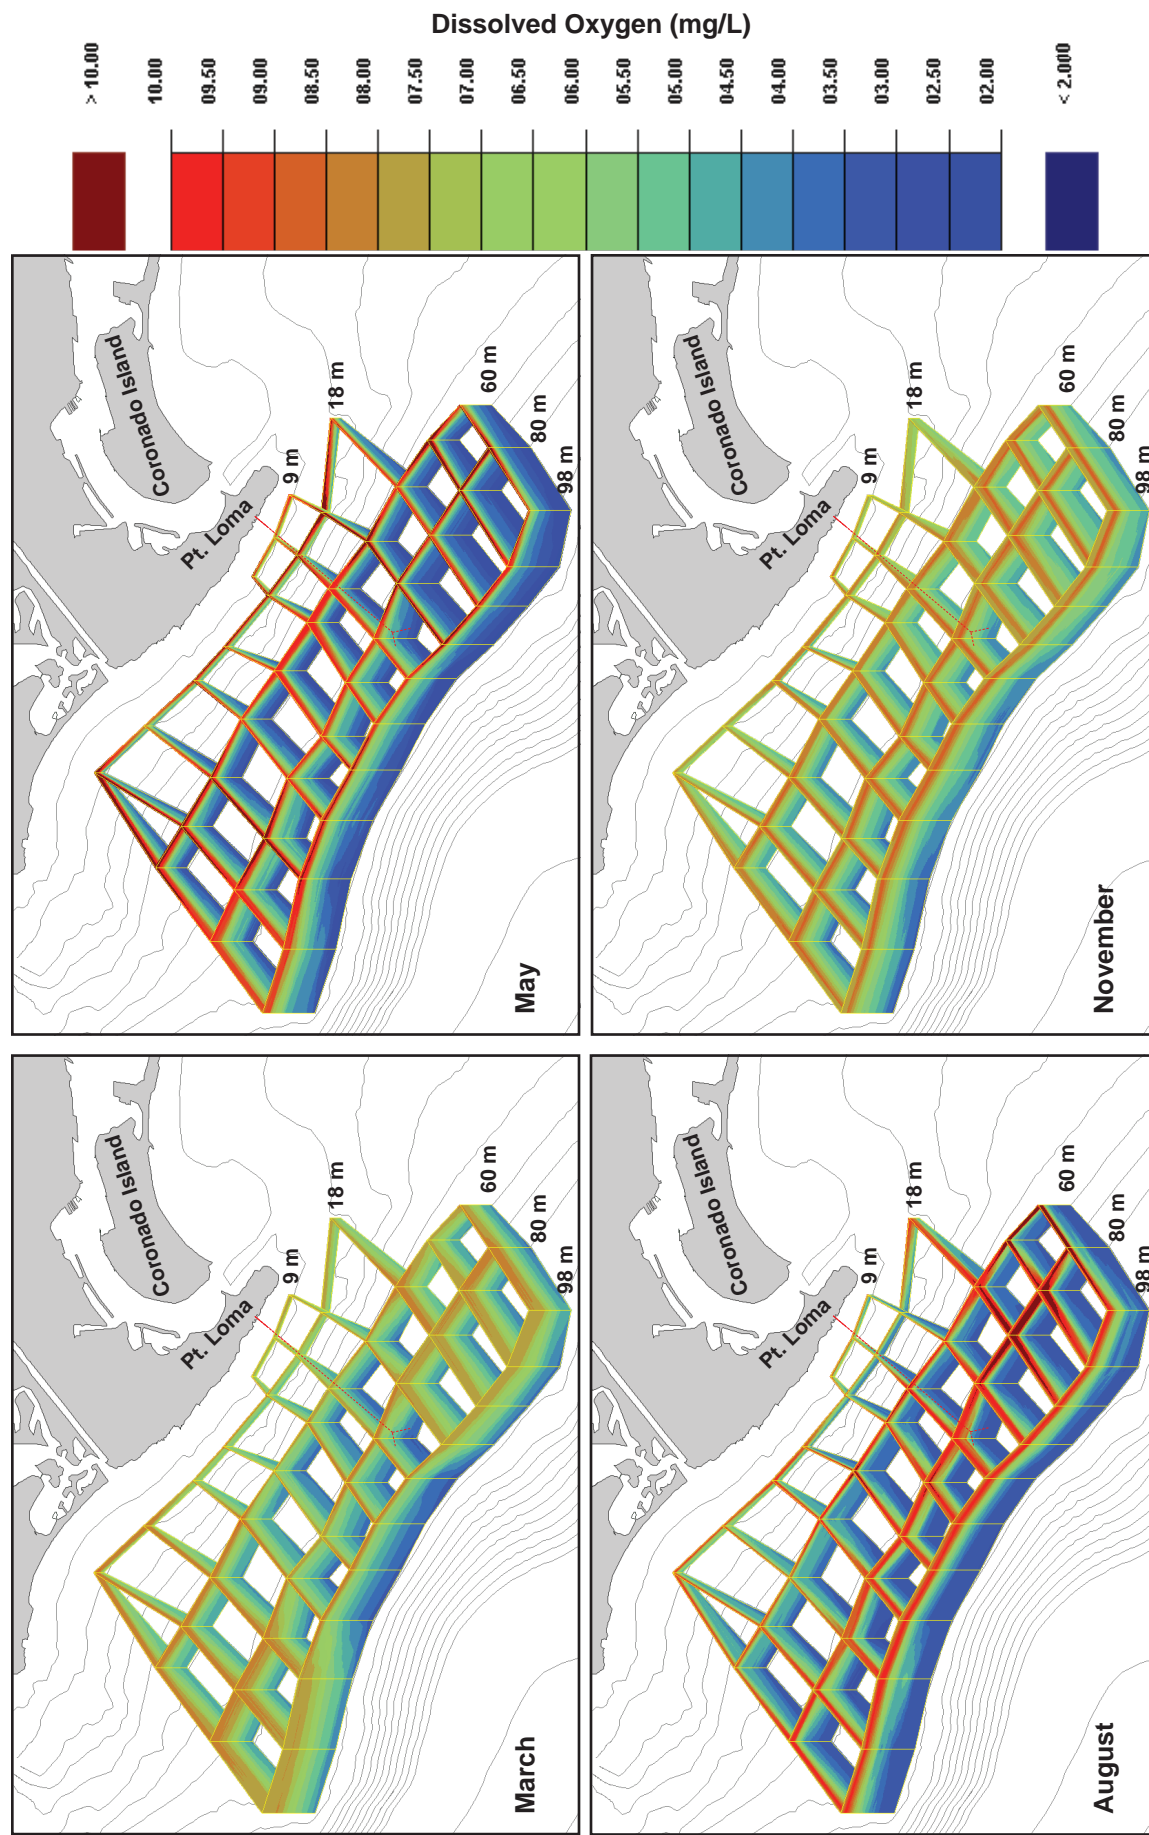 Dissolved Oxygen (mg/L)
> 10.00
10.00
09.50
09.00
08.50
08.00
07.50
07.00
06.50
06.00
05.50
05.00
04.50
04.00
03.50
03.00
02.50
02.00
< 2.000
Coronado Island
Pt. Loma
9 m
18 m
60 m
80 m
98 m
March
Coronado Island
Pt. Loma
9 m
18 m
60 m
80 m
98 m
May
Coronado Island
Pt. Loma
9 m
18 m
60 m
80 m
98 m
August
Coronado Island
Pt. Loma
9 m
18 m
60 m
80 m
98 m
November